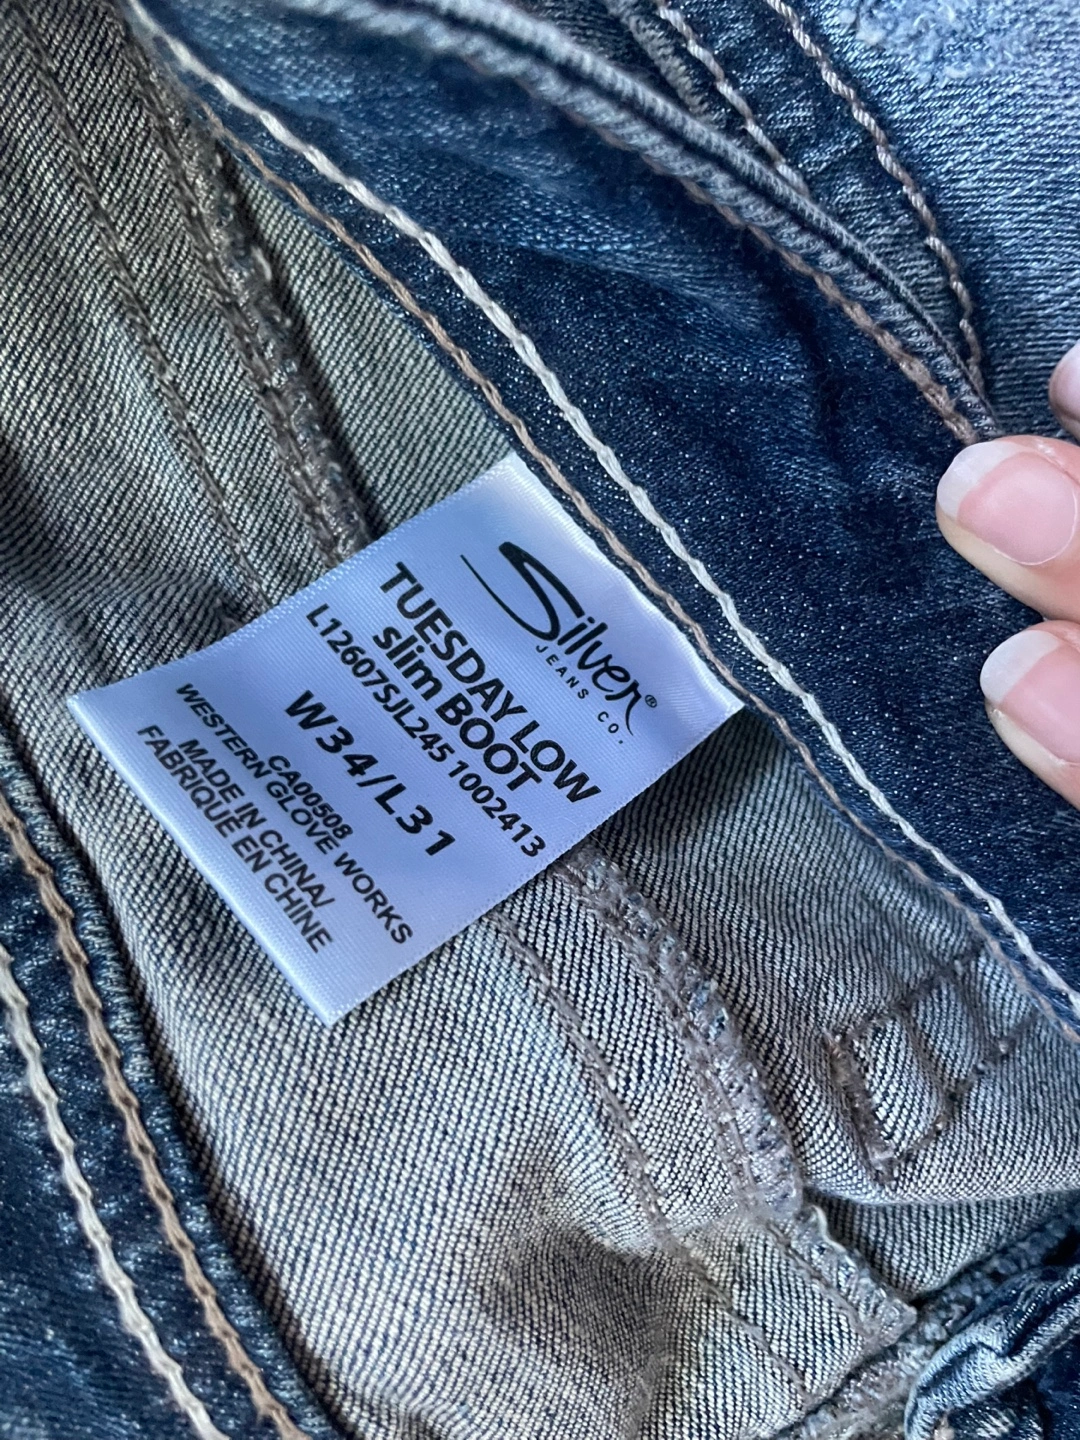 Silver®
JEANS CO.
TUESDAY LOW
slim BOOT
L12607SJL245 1002413
W34/L31
CA00508
WESTERN GLOVE WORKS
MADE IN CHINA/
FABRIQUÉ EN CHINE